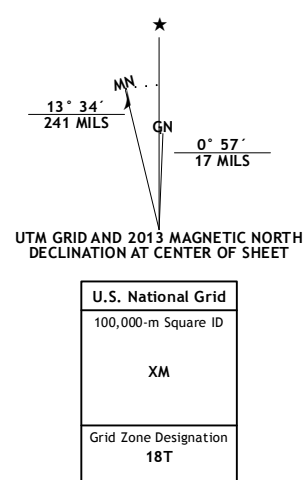 ★
MN
13° 34´
241 MILS
GN
0° 57´
17 MILS
UTM GRID AND 2013 MAGNETIC NORTH
DECLINATION AT CENTER OF SHEET
U.S. National Grid
100,000-m Square ID
XM
Grid Zone Designation
18T